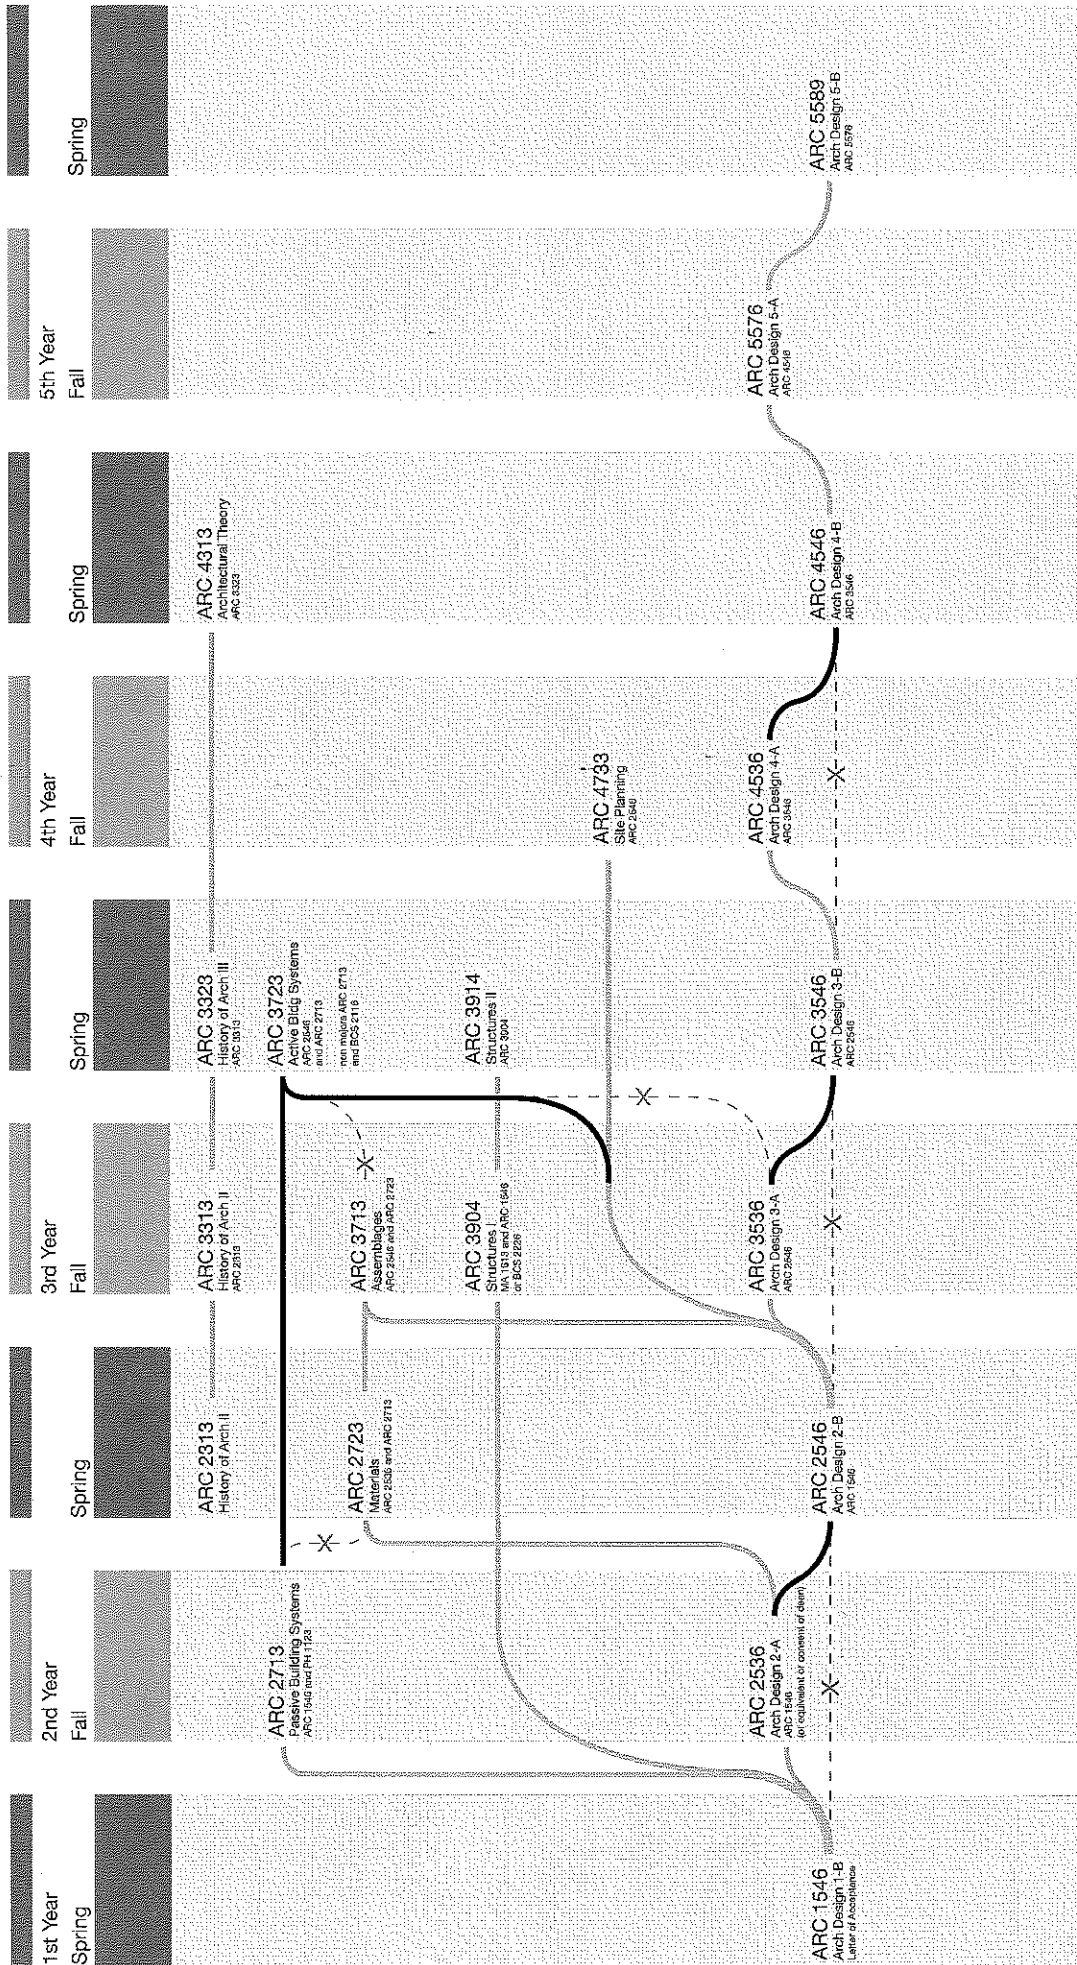 1st Year
Spring
2nd Year
Fall
Spring
3rd Year
Fall
Spring
4th Year
Fall
Spring
5th Year
Fall
Spring
ARC 1546
Arch Design 1-B
Letter of Acceptance
ARC 2713
Passive Building Systems
ARC 1546 and PH 1123
ARC 2536
Arch Design 2-A
ARC 1546
(or equivalent or consent of dean)
ARC 2313
History of Arch II
ARC 2723
Materials
ARC 2536 and ARC 2713
ARC 2546
Arch Design 2-B
ARC 1546
ARC 3313
History of Arch II
ARC 2313
ARC 3713
Assemblages
ARC 2546 and ARC 2723
ARC 3904
Structures I
MA 1613 and ARC 1546
or BCS 2226
ARC 3536
Arch Design 3-A
ARC 2546
ARC 3323
History of Arch III
ARC 3313
ARC 3723
Active Bldg Systems
ARC 2546
and ARC 2713
non majors ARC 2713
and BCS 2116
ARC 3914
Structures II
ARC 3904
ARC 3546
Arch Design 3-B
ARC 2546
ARC 4733
Site Planning
ARC 2546
ARC 4536
Arch Design 4-A
ARC 3546
ARC 4313
Architectural Theory
ARC 3323
ARC 4546
Arch Design 4-B
ARC 3546
ARC 5576
Arch Design 5-A
ARC 4546
ARC 5589
Arch Design 5-B
ARC 5576